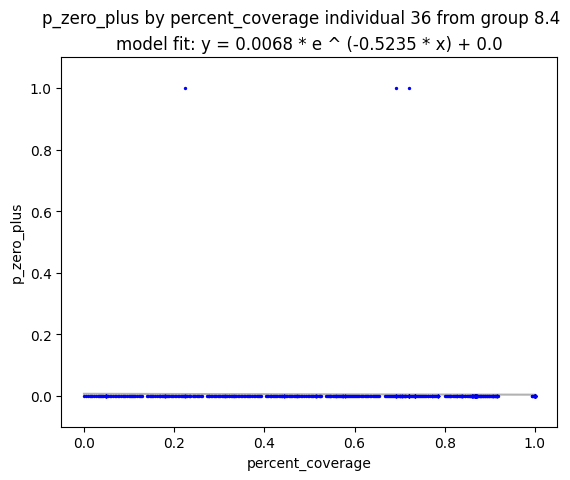 p_zero_plus by percent_coverage individual 36 from group 8.4
model fit: y = 0.0068 * e ^ (-0.5235 * x) + 0.0
1.0
0.8
0.6
0.4
0.2
0.0
p_zero_plus
0.0 0.2 0.4 0.6 0.8 1.0
percent_coverage